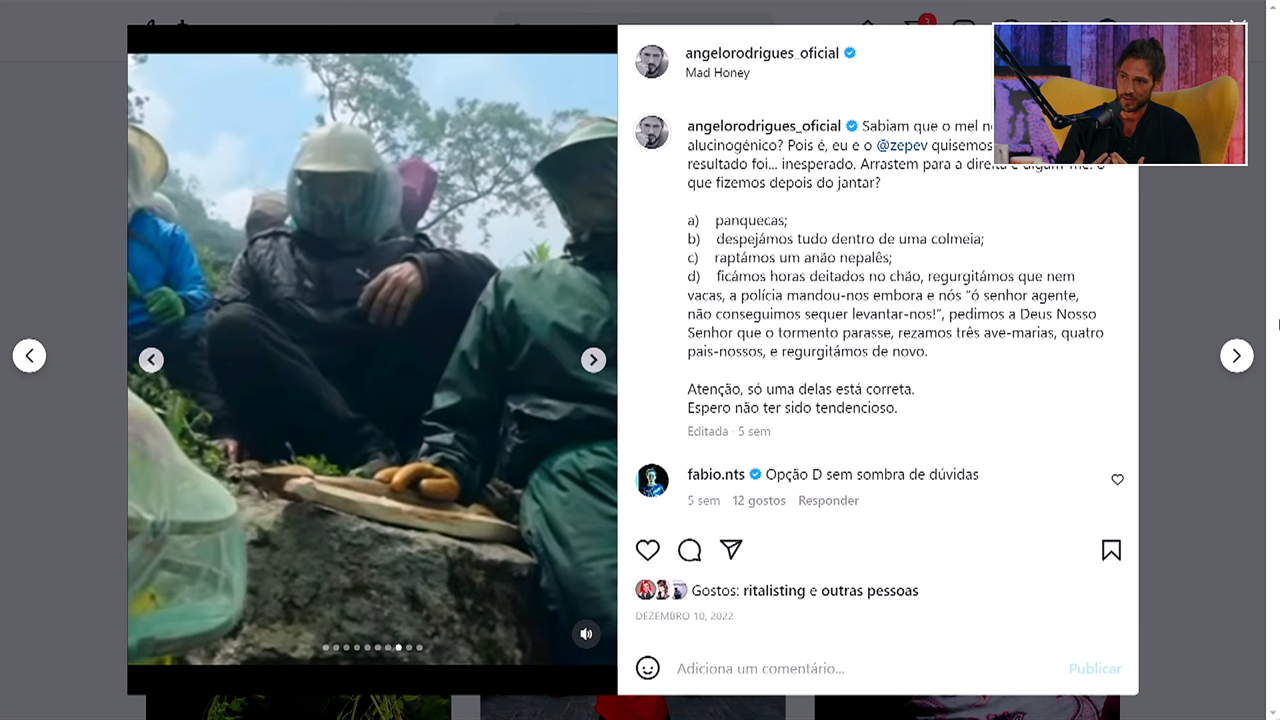 3
angelorodrigues_oficial
Mad Honey
angelorodrigues_oficial Sabiam que o mel
alucinogénico? Pois é, eu e o @zepev quisemos
resultado foi... inesperado. Arrastem para a direita e digam-me: o
que fizemos depois do jantar?
a) panquecas;
b) despejámos tudo dentro de uma colmeia;
c) raptámos um anão nepalês;
d) ficámos horas deitados no chão, regurgitámos que nem
vacas, a polícia mandou-nos embora e nós “ó senhor agente,
não conseguimos sequer levantar-nos!”, pedimos a Deus Nosso
Senhor que o tormento parasse, rezamos três ave-marias, quatro
pais-nossos, e regurgitámos de novo.
Atenção, só uma delas está correta.
Espero não ter sido tendencioso.
Editada · 5 sem
fabio.nts Opção D sem sombra de dúvidas
5 sem 12 gostos Responder
Gostos: ritalisting e outras pessoas
DEZEMBRO 10, 2022
Adiciona um comentário... Publicar